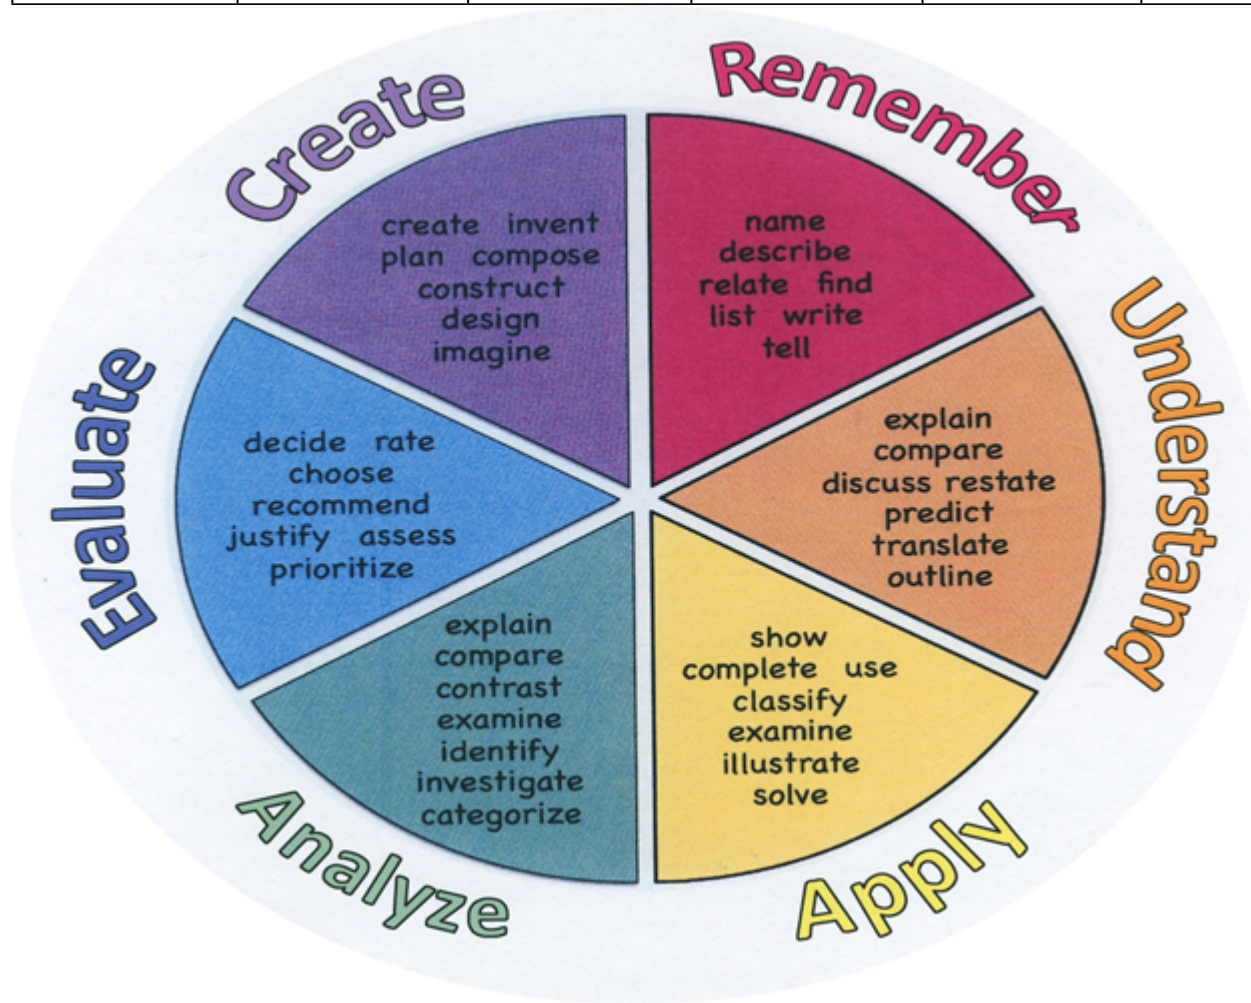 Remember
name
describe
relate find
list write
tell
Understand
explain
compare
discuss restate
predict
translate
outline
Apply
show
complete use
classify
examine
illustrate
solve
Analyze
explain
compare
contrast
examine
identify
investigate
categorize
Evaluate
decide rate
choose
recommend
justify assess
prioritize
Create
create invent
plan compose
construct
design
imagine